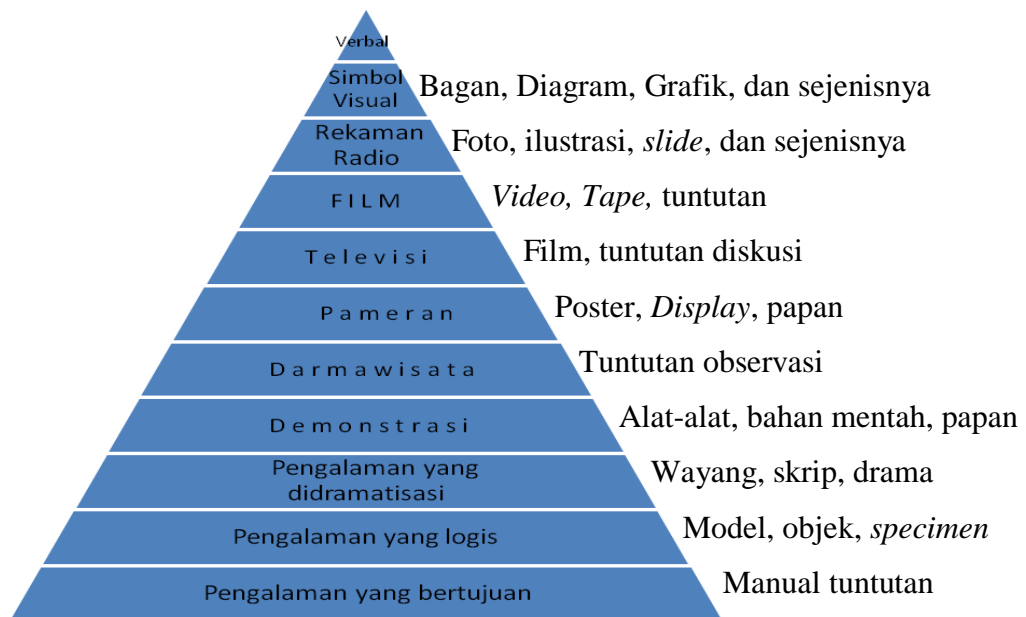 Verbal
Simbol
Visual
Bagan, Diagram, Grafik, dan sejenisnya
Rekaman
Radio
Foto, ilustrasi, slide, dan sejenisnya
FILM
Video, Tape, tuntutan
Televisi
Film, tuntutan diskusi
Pameran
Poster, Display, papan
Darmawisata
Tuntutan observasi
Demonstrasi
Alat-alat, bahan mentah, papan
Pengalaman yang
didramatisasi
Wayang, skrip, drama
Pengalaman yang logis
Model, objek, specimen
Pengalaman yang bertujuan
Manual tuntutan